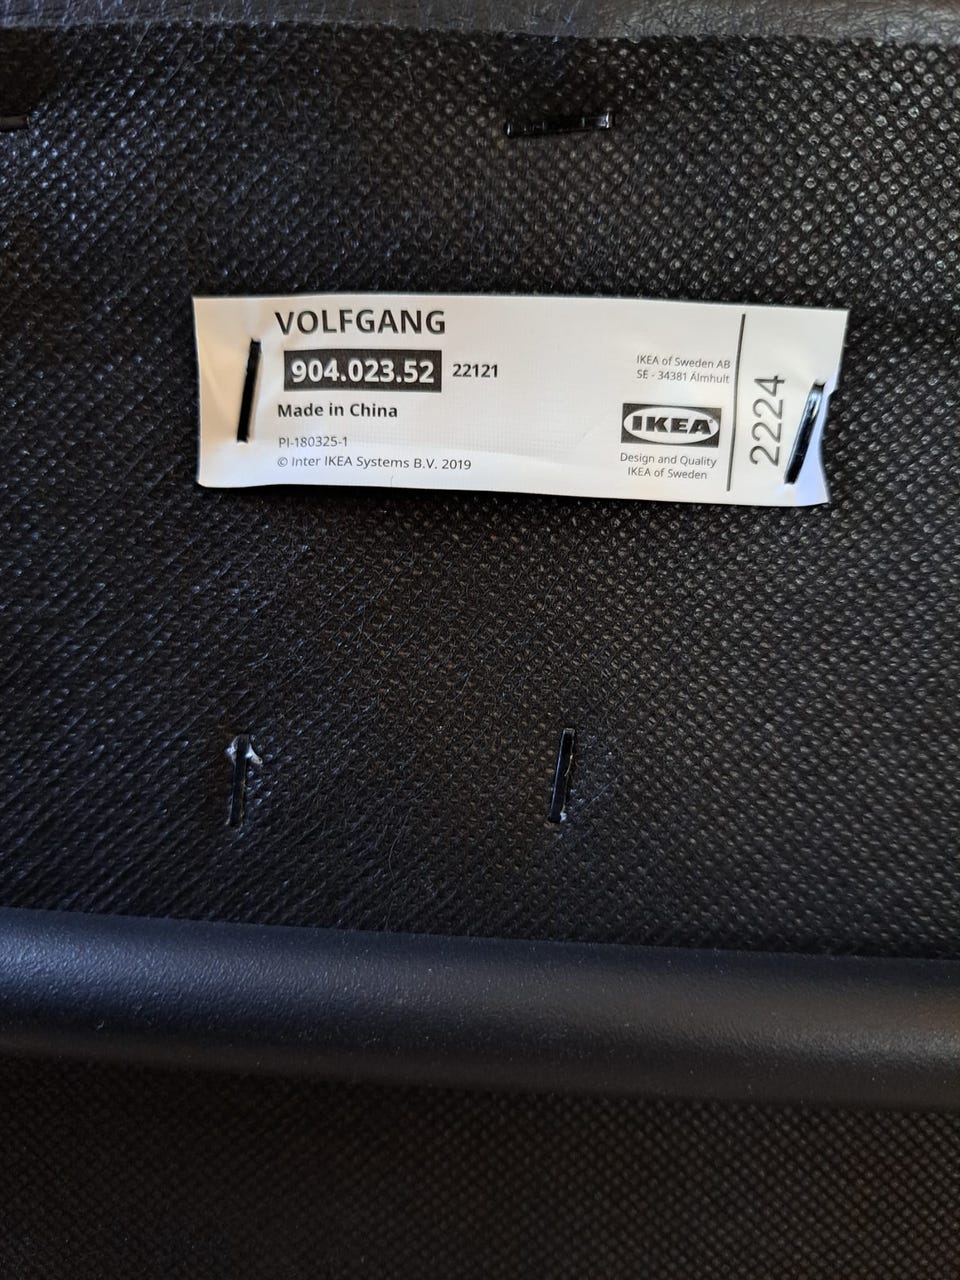 VOLFGANG
904.023.52 22121
Made in China
PI-180325-1
© Inter IKEA Systems B.V. 2019
IKEA of Sweden AB
SE - 34381 Älmhult
IKEA
Design and Quality
IKEA of Sweden
2224